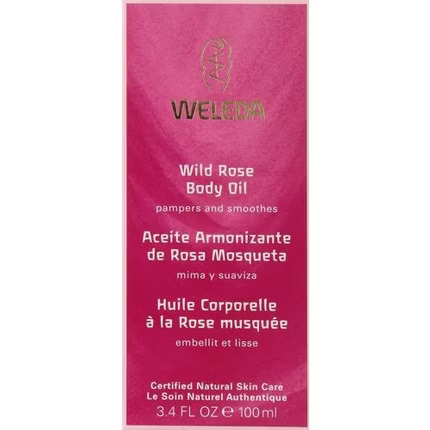 WELEDA
Wild Rose
Body Oil
pampers and smoothes
Aceite Armonizante
de Rosa Mosqueta
mima y suaviza
Huile Corporelle
à la Rose musquée
embellit et lisse
Certified Natural Skin Care
Le Soin Naturel Authentique
3.4 FL OZ ℮ 100ml